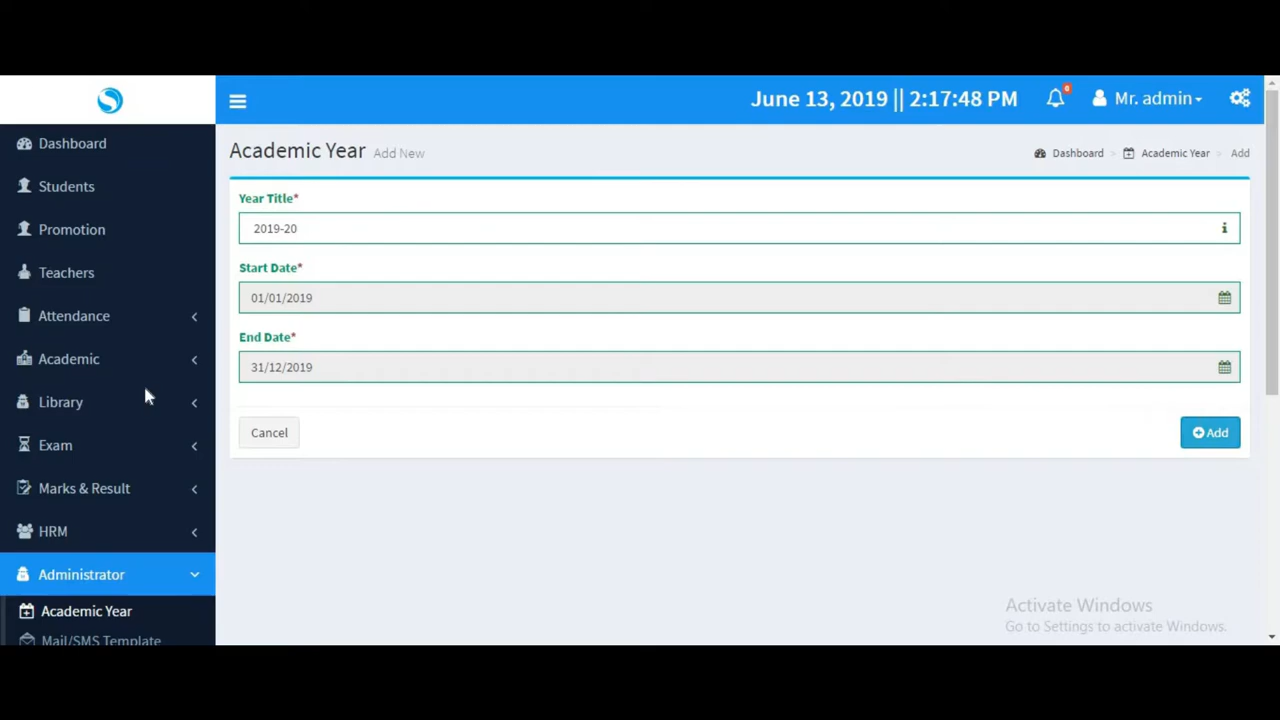 June 13, 2019 || 2:17:48 PM
0
Mr. admin
Dashboard
Students
Promotion
Teachers
Attendance
Academic
Library
Exam
Marks & Result
HRM
Administrator
Academic Year
Mail/SMS Template
Academic Year Add New
Dashboard > Academic Year > Add
Year Title*
2019-20
Start Date*
01/01/2019
End Date*
31/12/2019
Cancel
Add
Activate Windows
Go to Settings to activate Windows.